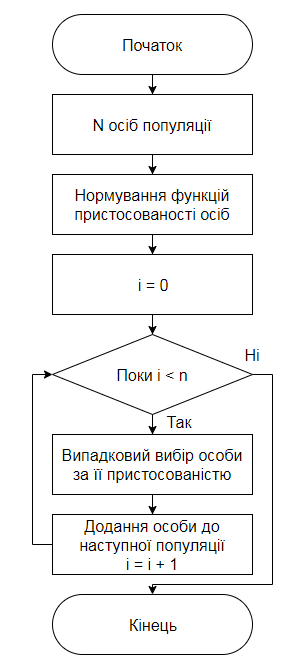 Початок
N осіб популяції
Нормування функцій
пристосованості осіб
i = 0
Поки i < n
Ні
Так
Випадковий вибір особи
за її пристосованістю
Додання особи до
наступної популяції
i = i + 1
Кінець